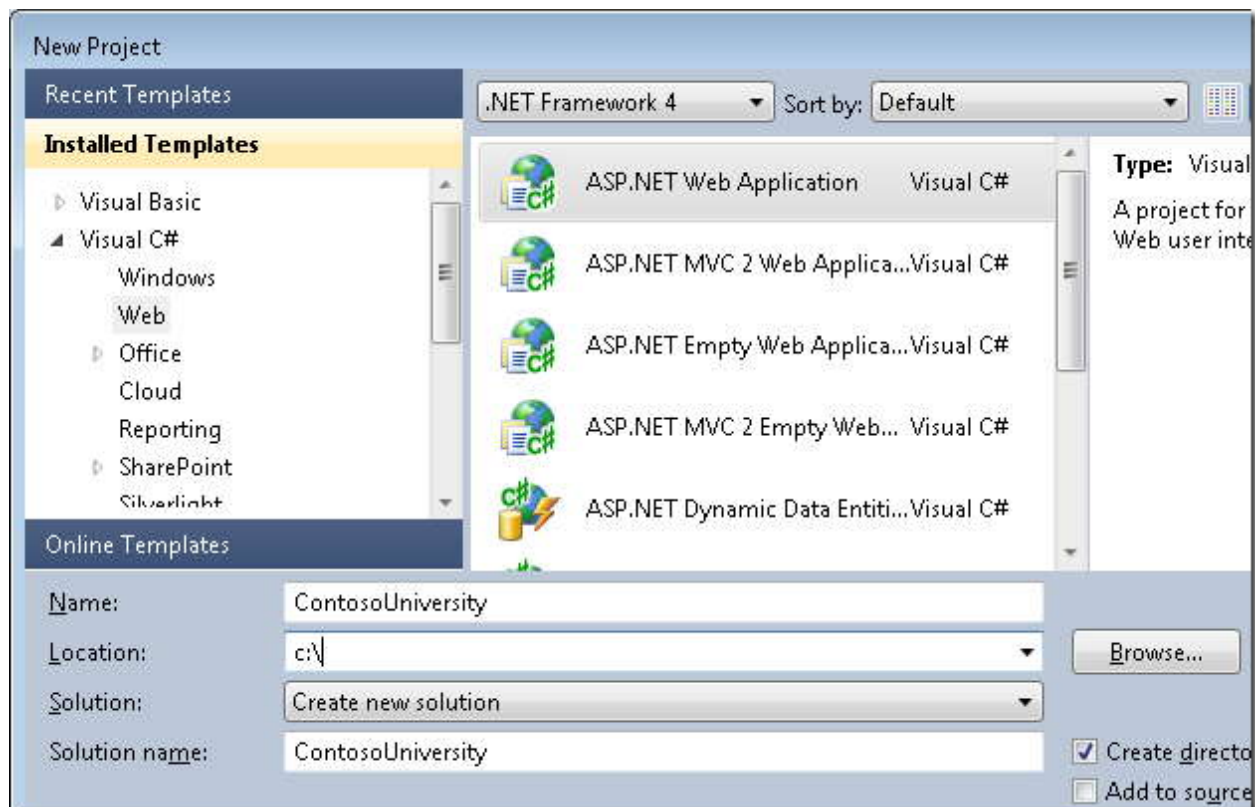 New Project
Recent Templates
Installed Templates
Visual Basic
Visual C#
Windows
Web
Office
Cloud
Reporting
SharePoint
Silverlight
Online Templates
.NET Framework 4 Sort by: Default
ASP.NET Web Application Visual C#
ASP.NET MVC 2 Web Applica...Visual C#
ASP.NET Empty Web Applica...Visual C#
ASP.NET MVC 2 Empty Web... Visual C#
ASP.NET Dynamic Data Entiti...Visual C#
Type: Visual
A project for
Web user inte
Name: ContosoUniversity
Location: c:\ Browse...
Solution: Create new solution
Solution name: ContosoUniversity
Create directo
Add to source